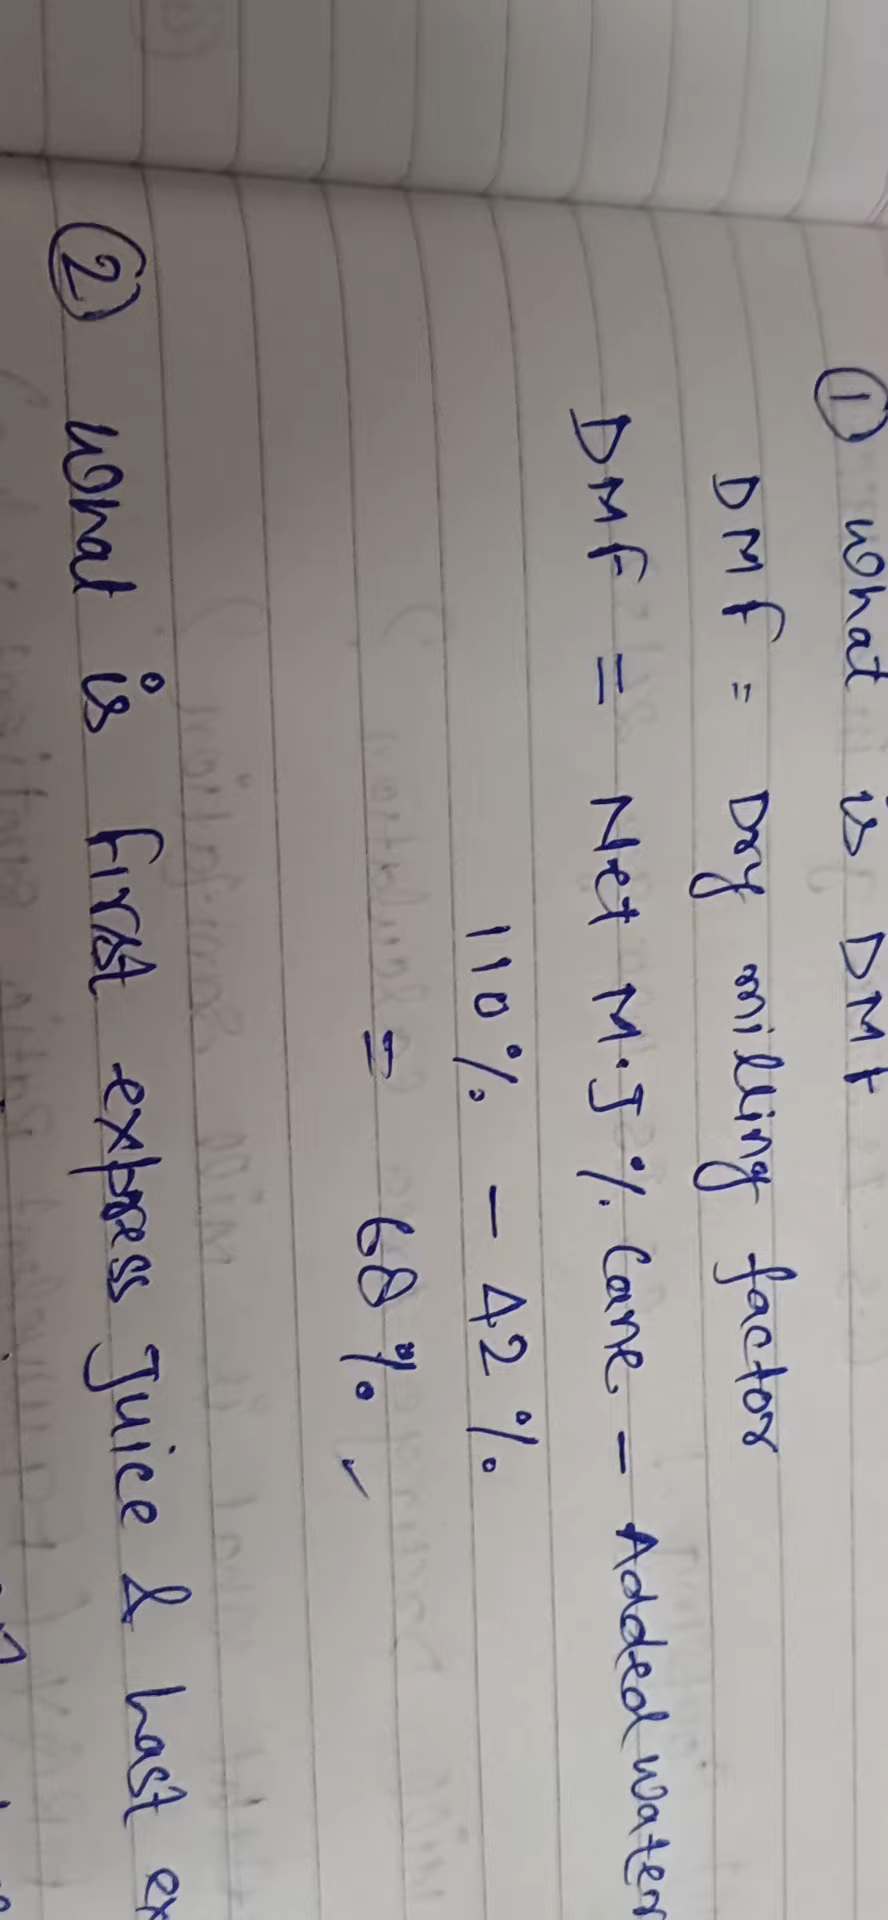 ① What is DMF
DMF = Dry milling factor
DMF = Net M.J % Cane - Added water
110% - 42%
= 68%
② What is first express Juice & Last ex